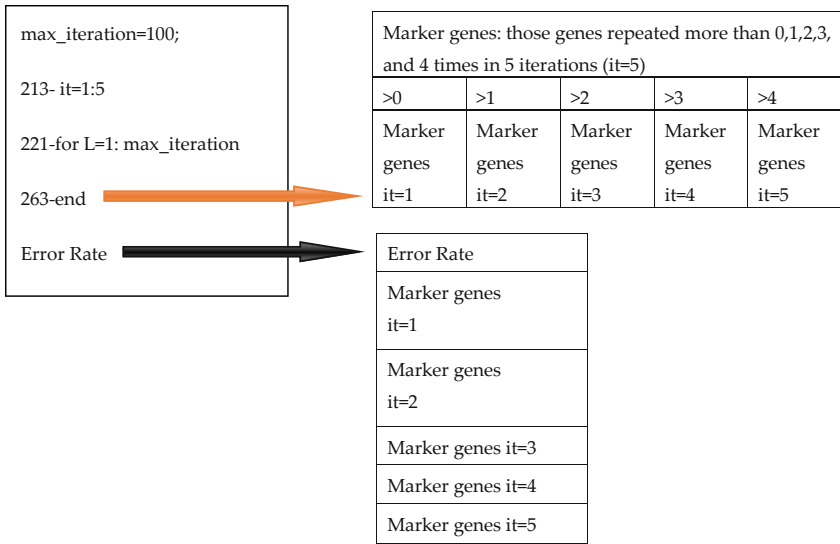 max_iteration=100;
213- it=1:5
221-for L=1: max_iteration
263-end
Error Rate
Marker genes: those genes repeated more than 0,1,2,3,
and 4 times in 5 iterations (it=5)
>0 >1 >2 >3 >4
Marker Marker Marker Marker Marker
genes genes genes genes genes
it=1 it=2 it=3 it=4 it=5
Error Rate
Marker genes
it=1
Marker genes
it=2
Marker genes it=3
Marker genes it=4
Marker genes it=5